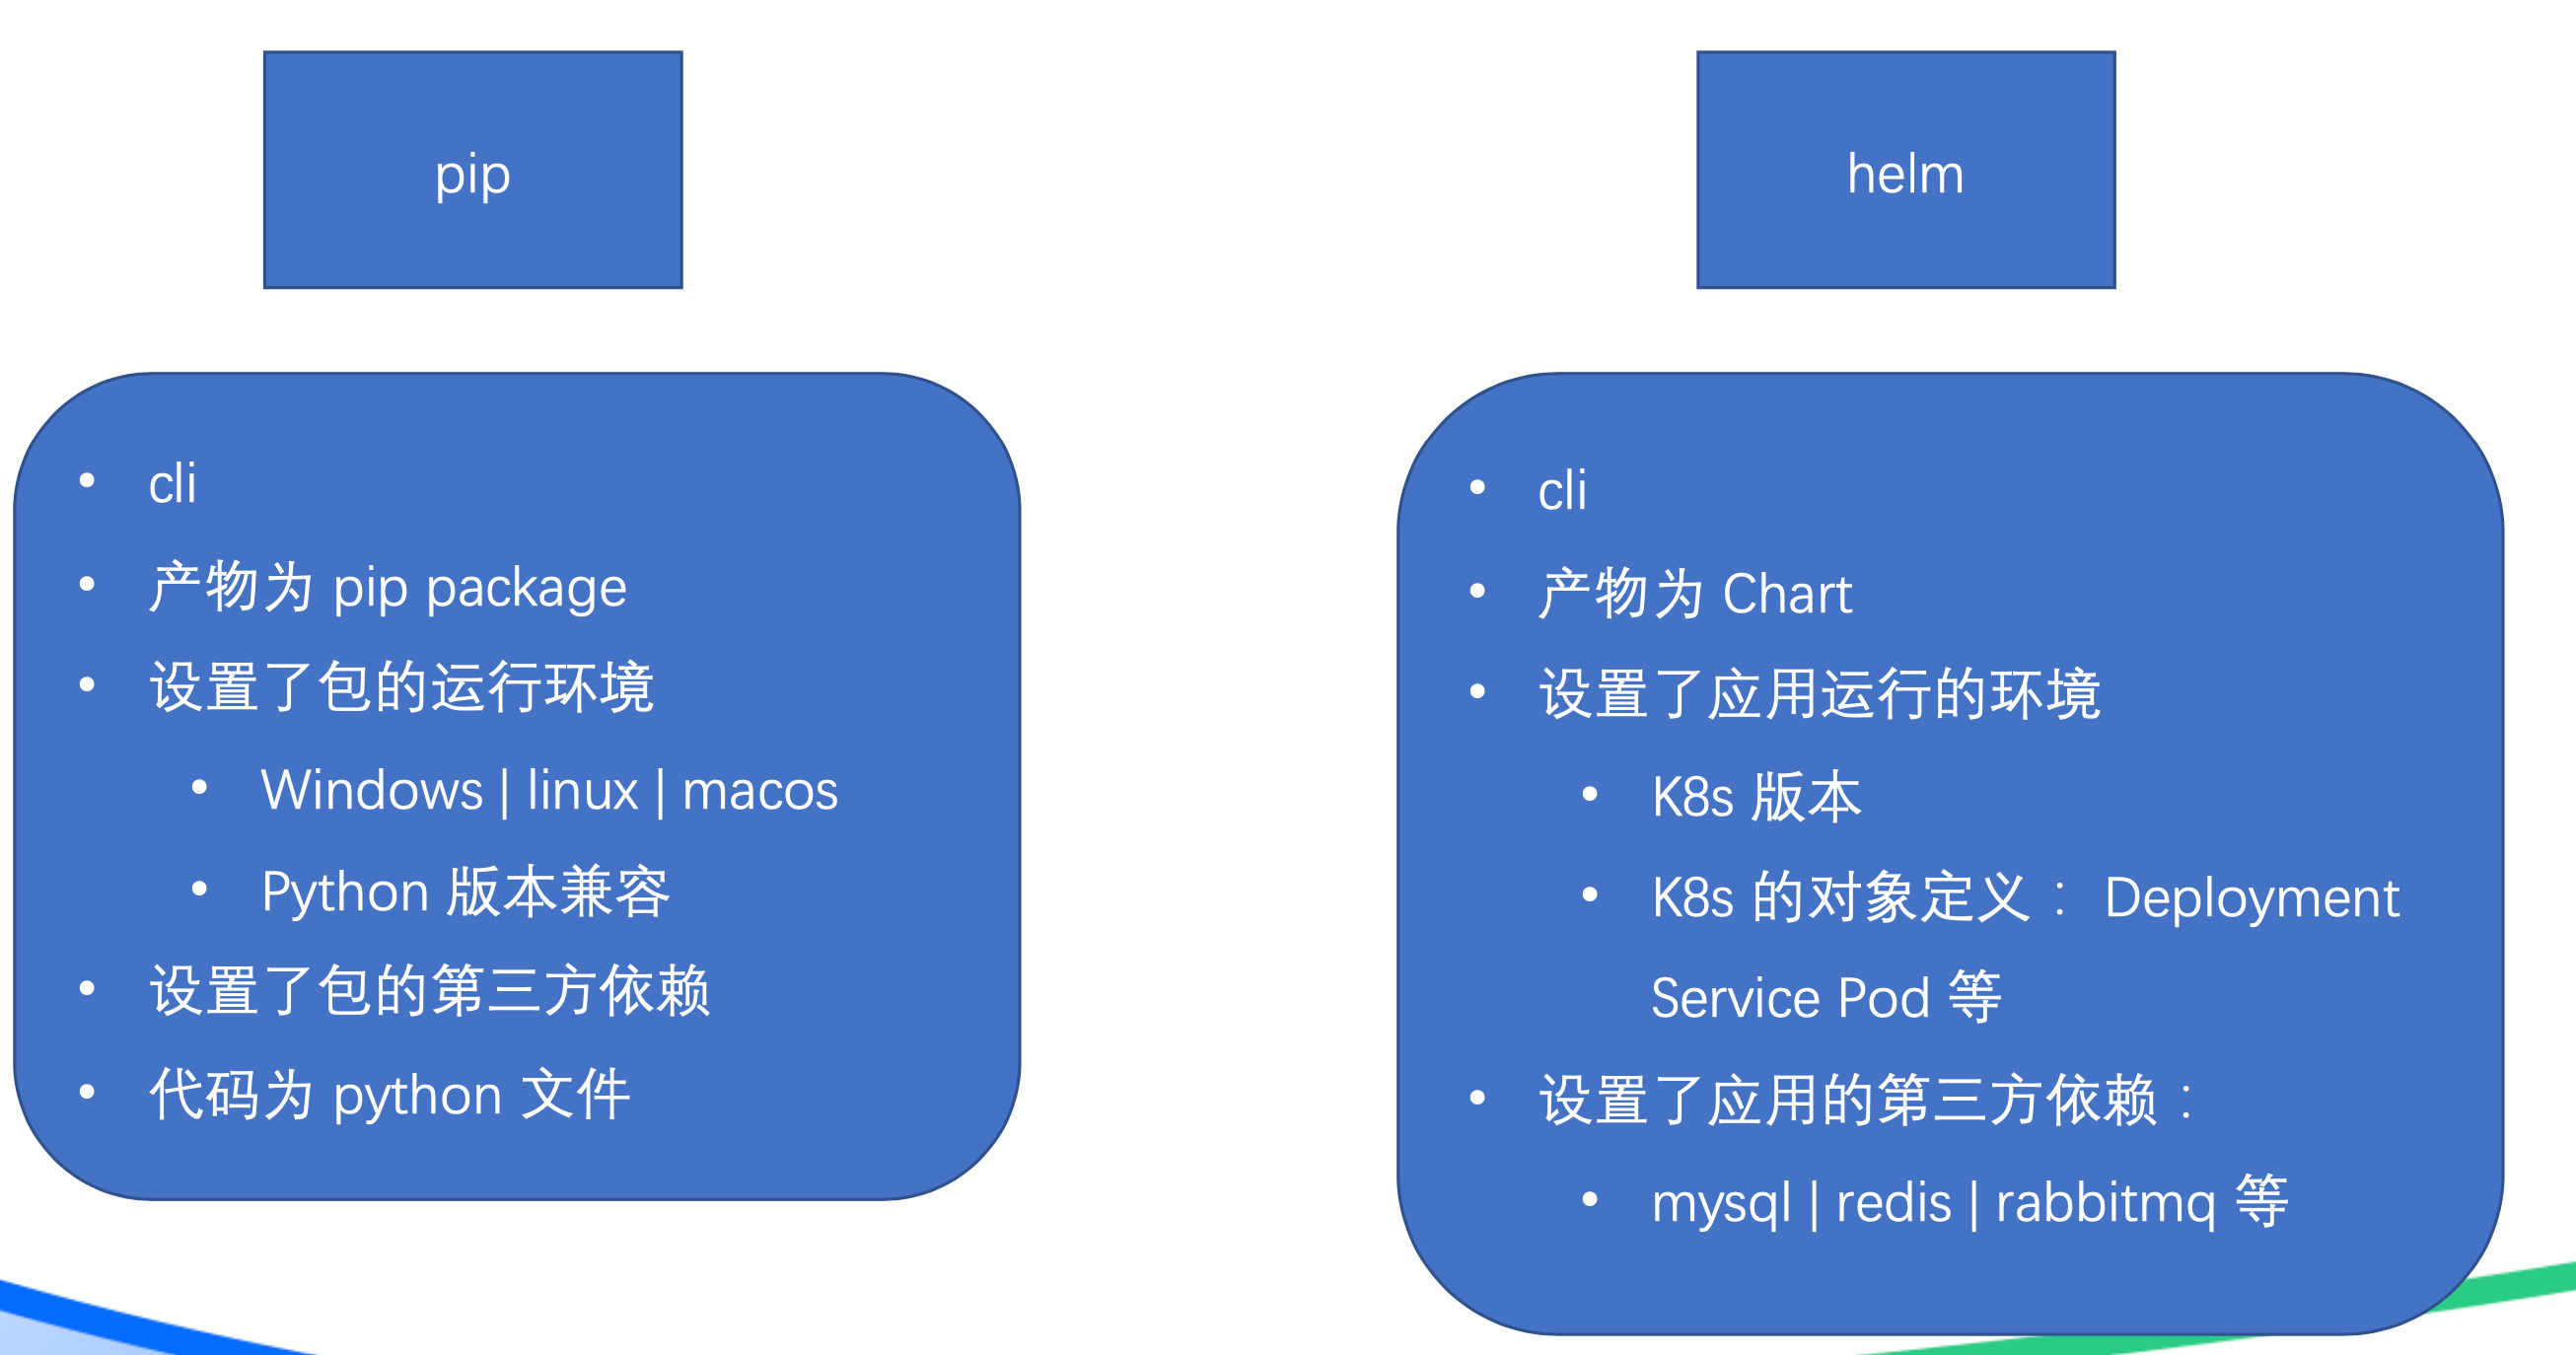 pip
• cli
• 产物为 pip package
• 设置了包的运行环境
• Windows | linux | macos
• Python 版本兼容
• 设置了包的第三方依赖
• 代码为 python 文件
helm
• cli
• 产物为 Chart
• 设置了应用运行的环境
• K8s 版本
• K8s 的对象定义： Deployment
Service Pod 等
• 设置了应用的第三方依赖：
• mysql | redis | rabbitmq 等